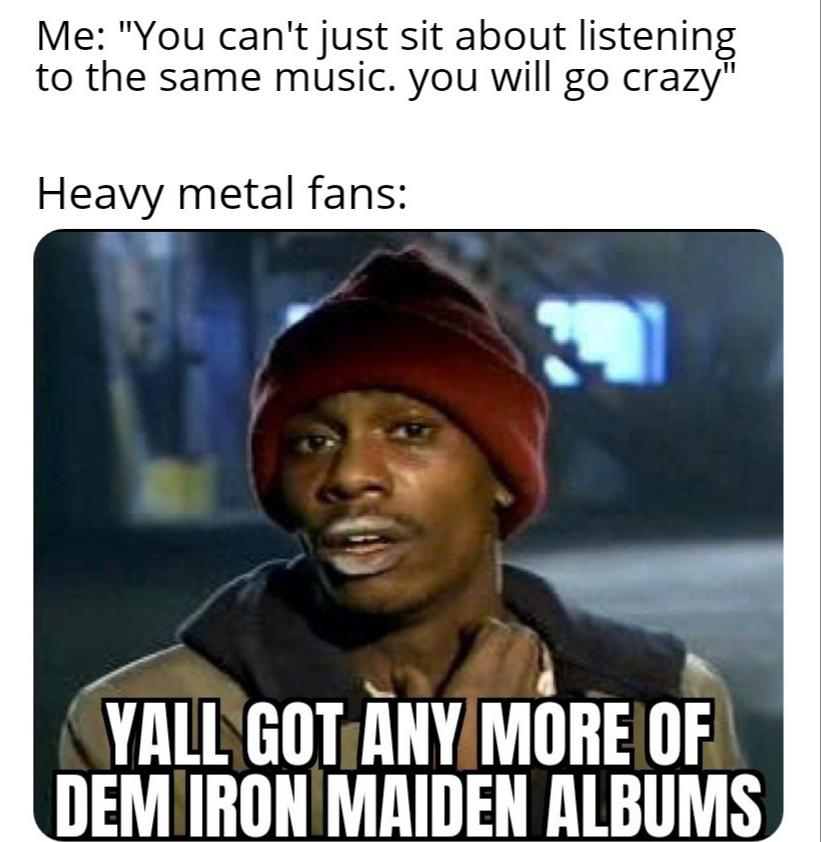 Me: "You can't just sit about listening
to the same music. you will go crazy"
Heavy metal fans:
YALL GOT ANY MORE OF
DEM IRON MAIDEN ALBUMS